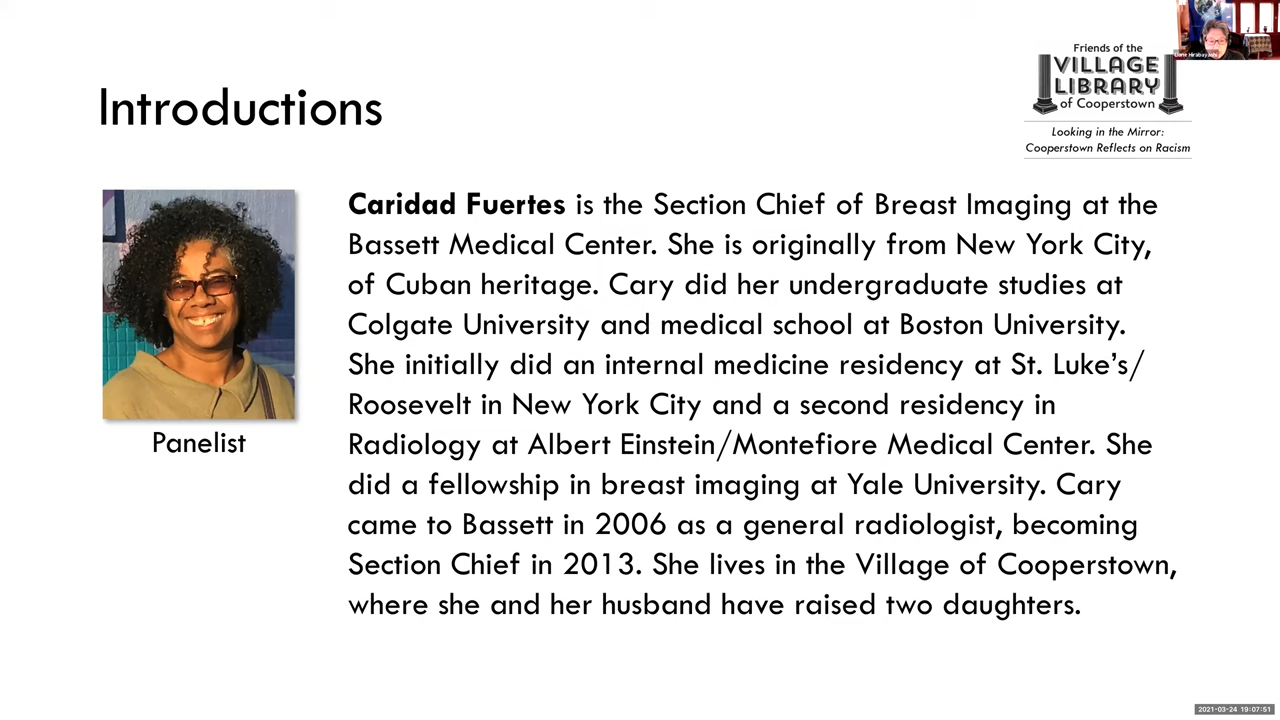 Introductions
Friends of the
VILLAGE
LIBRARY
of Cooperstown
Looking in the Mirror:
Cooperstown Reflects on Racism
Caridad Fuertes is the Section Chief of Breast Imaging at the
Bassett Medical Center. She is originally from New York City,
of Cuban heritage. Cary did her undergraduate studies at
Colgate University and medical school at Boston University.
She initially did an internal medicine residency at St. Luke’s/
Roosevelt in New York City and a second residency in
Radiology at Albert Einstein/Montefiore Medical Center. She
did a fellowship in breast imaging at Yale University. Cary
came to Bassett in 2006 as a general radiologist, becoming
Section Chief in 2013. She lives in the Village of Cooperstown,
where she and her husband have raised two daughters.
Panelist
2021-03-24 19:07:51